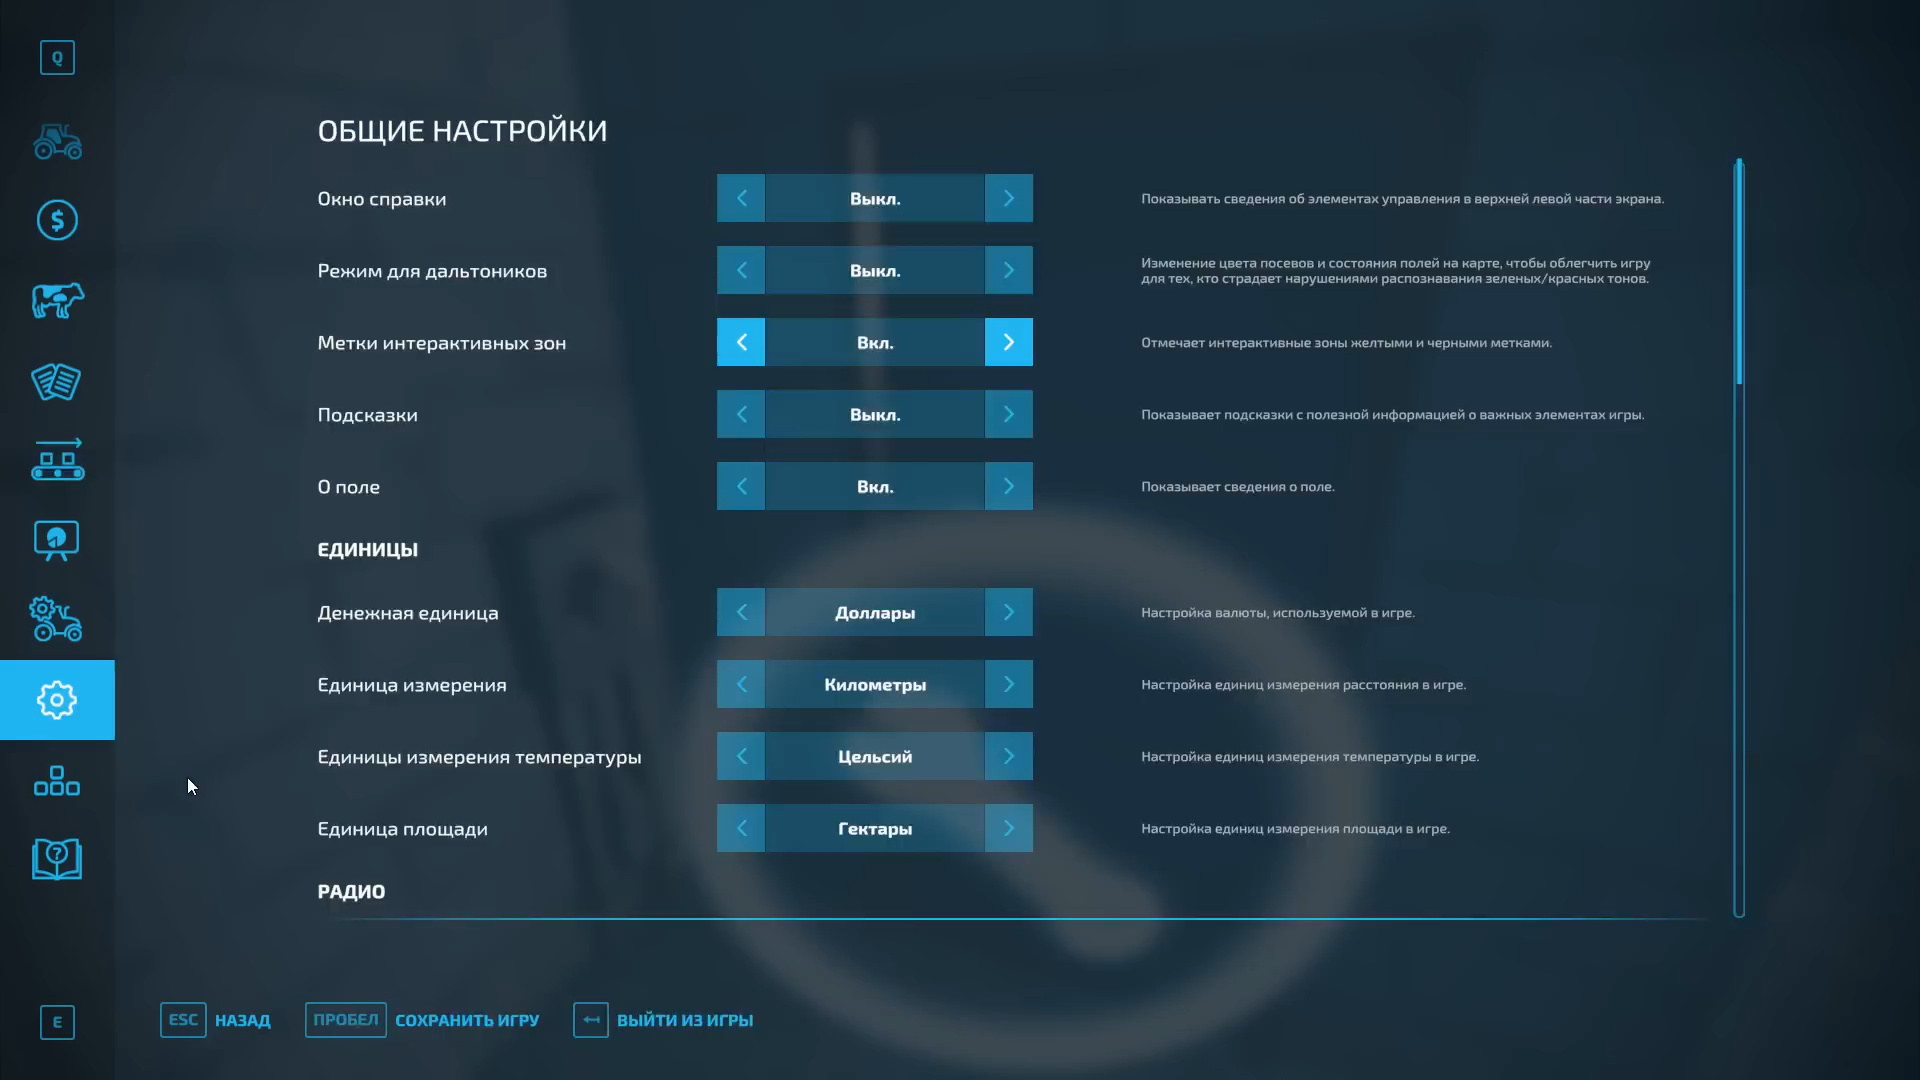 Q
ОБЩИЕ НАСТРОЙКИ
Окно справки
Выкл.
Показывать сведения об элементах управления в верхней левой части экрана.
Режим для дальтоников
Выкл.
Изменение цвета посевов и состояния полей на карте, чтобы облегчить игру
для тех, кто страдает нарушениями распознавания зеленых/красных тонов.
Метки интерактивных зон
Вкл.
Отмечает интерактивные зоны желтыми и черными метками.
Подсказки
Выкл.
Показывает подсказки с полезной информацией о важных элементах игры.
О поле
Вкл.
Показывает сведения о поле.
ЕДИНИЦЫ
Денежная единица
Доллары
Настройка валюты, используемой в игре.
Единица измерения
Километры
Настройка единиц измерения расстояния в игре.
Единицы измерения температуры
Цельсий
Настройка единиц измерения температуры в игре.
Единица площади
Гектары
Настройка единиц измерения площади в игре.
РАДИО
E
ESC НАЗАД
ПРОБЕЛ СОХРАНИТЬ ИГРУ
ВЫЙТИ ИЗ ИГРЫ